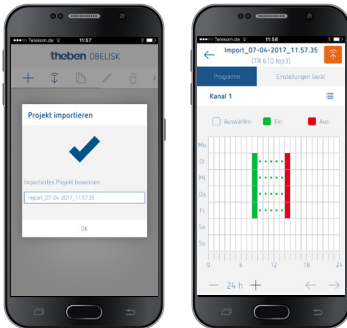 Telekom.de 11:57
theben OBELISK
Projekt importieren
Importiertes Projekt benennen:
Import_07-04-2017_11.57.35
OK
Telekom.de 11:58
Import_07-04-2017_11.57.35
(TR 610 top3)
Programm Einstellungen Gerät
Kanal 1
Auswählen Ein Aus
Mo
Di
Mi
Do
Fr
Sa
So
0 6 12 18 24
24 h